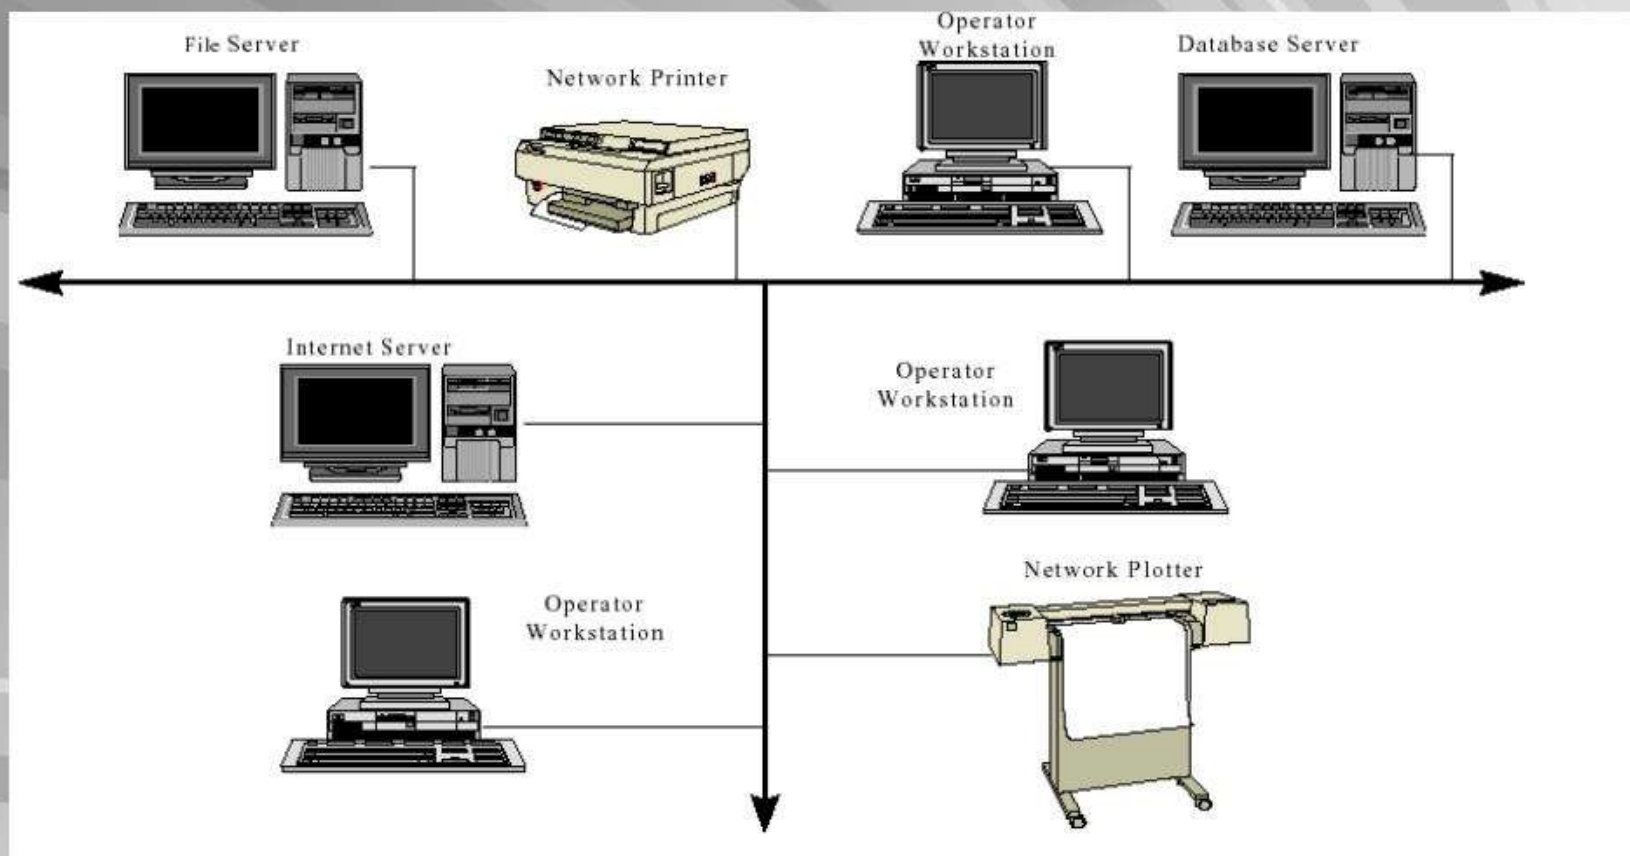 File Server
Network Printer
Operator
Workstation
Database Server
Internet Server
Operator
Workstation
Operator
Workstation
Network Plotter